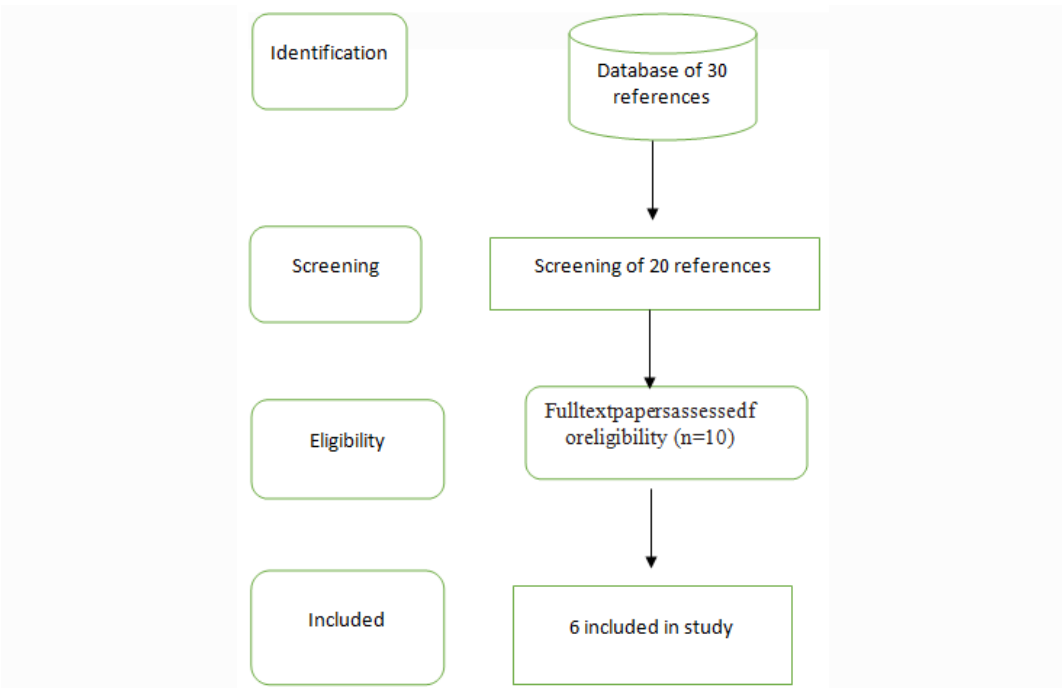 Identification
Database of 30
references
Screening
Screening of 20 references
Eligibility
Fulltextpapersassessedf
oreligibility (n=10)
Included
6 included in study